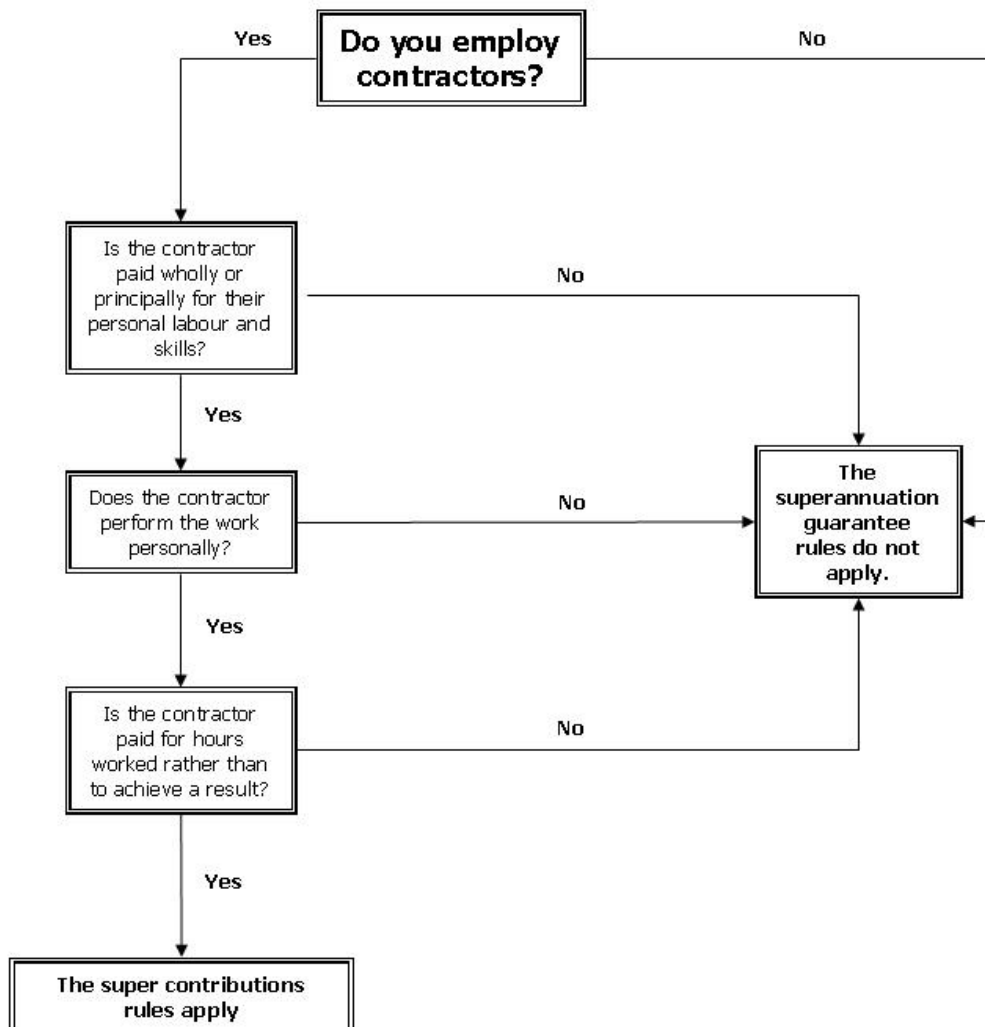 Do you employ
contractors?
Yes
No
Is the contractor
paid wholly or
principally for their
personal labour and
skills?
No
Yes
Does the contractor
perform the work
personally?
No
The
superannuation
guarantee
rules do not
apply.
Yes
Is the contractor
paid for hours
worked rather than
to achieve a result?
No
Yes
The super contributions
rules apply